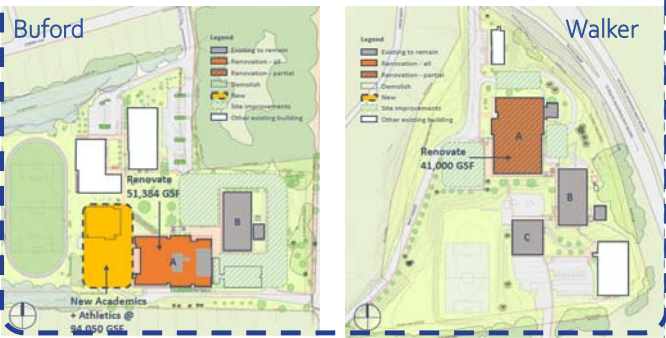 Buford
Legend
Existing to remain
Renovation - all
Renovation - partial
Demolish
New
Site improvements
Other existing building
Renovate
51,384 GSF
B
A
New Academics
+ Athletics @
94,050 GSF
Walker
Legend
Existing to remain
Renovation - all
Renovation - partial
Demolish
New
Site improvements
Other existing building
A
Renovate
41,000 GSF
B
C